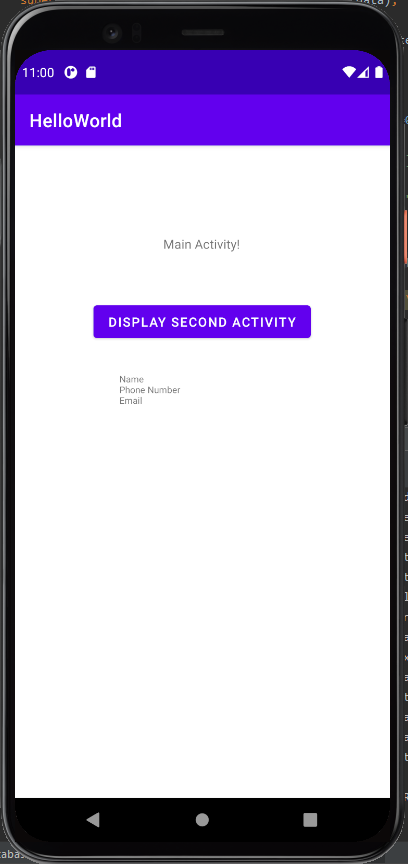 11:00
HelloWorld
Main Activity!
DISPLAY SECOND ACTIVITY
Name
Phone Number
Email